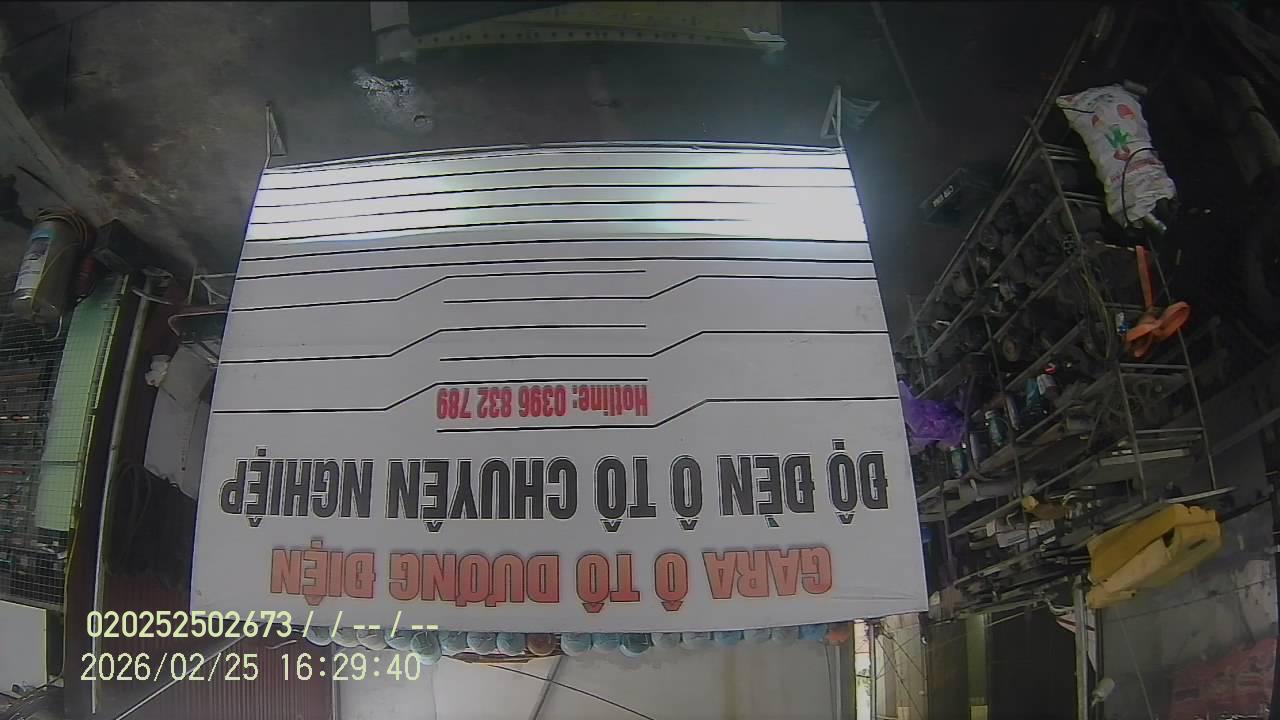 GARA Ô TÔ DƯƠNG ĐIỆN
ĐỘ ĐÈN Ô TÔ CHUYÊN NGHIỆP
Hotline: 0396 832 789
020252502673 / / -- / --
2026/02/25 16:29:40